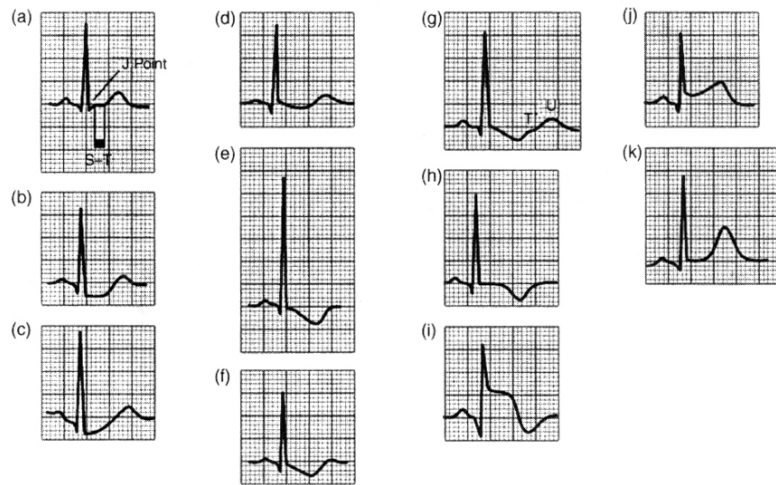 (a)
J Point
S–T
(b)
(c)
(d)
(e)
(f)
(g)
T
U
(h)
(i)
(j)
(k)